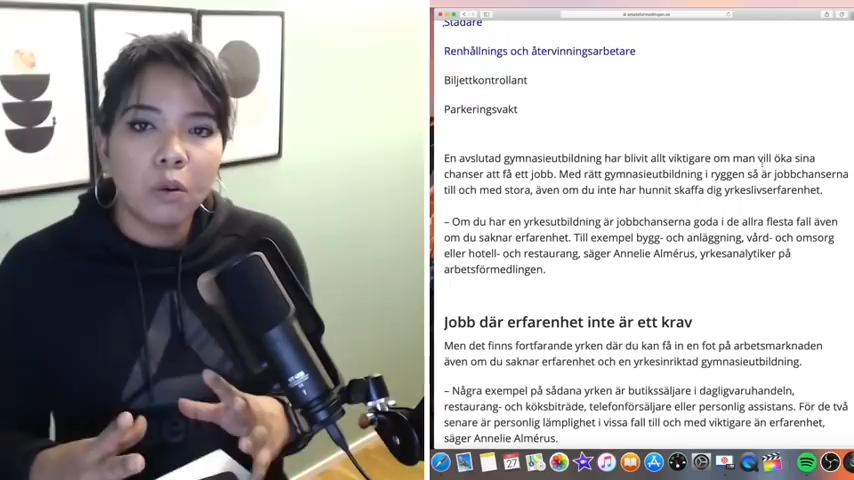 Städare
Renhållnings och återvinningsarbetare
Biljettkontrollant
Parkeringsvakt
En avslutad gymnasieutbildning har blivit allt viktigare om man vill öka sina
chanser att få ett jobb. Med rätt gymnasieutbildning i ryggen så är jobbchanserna
till och med stora, även om du inte har hunnit skaffa dig yrkeslivserfarenhet.
– Om du har en yrkesutbildning är jobbchanserna goda i de allra flesta fall även
om du saknar erfarenhet. Till exempel bygg- och anläggning, vård- och omsorg
eller hotell- och restaurang, säger Annelie Almérus, yrkesanalytiker på
arbetsförmedlingen.
Jobb där erfarenhet inte är ett krav
Men det finns fortfarande yrken där du kan få in en fot på arbetsmarknaden
även om du saknar erfarenhet och en yrkesinriktad gymnasieutbildning.
– Några exempel på sådana yrken är butikssäljare i dagligvaruhandeln,
restaurang- och köksbiträde, telefonförsäljare eller personlig assistans. För de två
senare är personlig lämplighet i vissa fall till och med viktigare än erfarenhet,
säger Annelie Almérus.
27